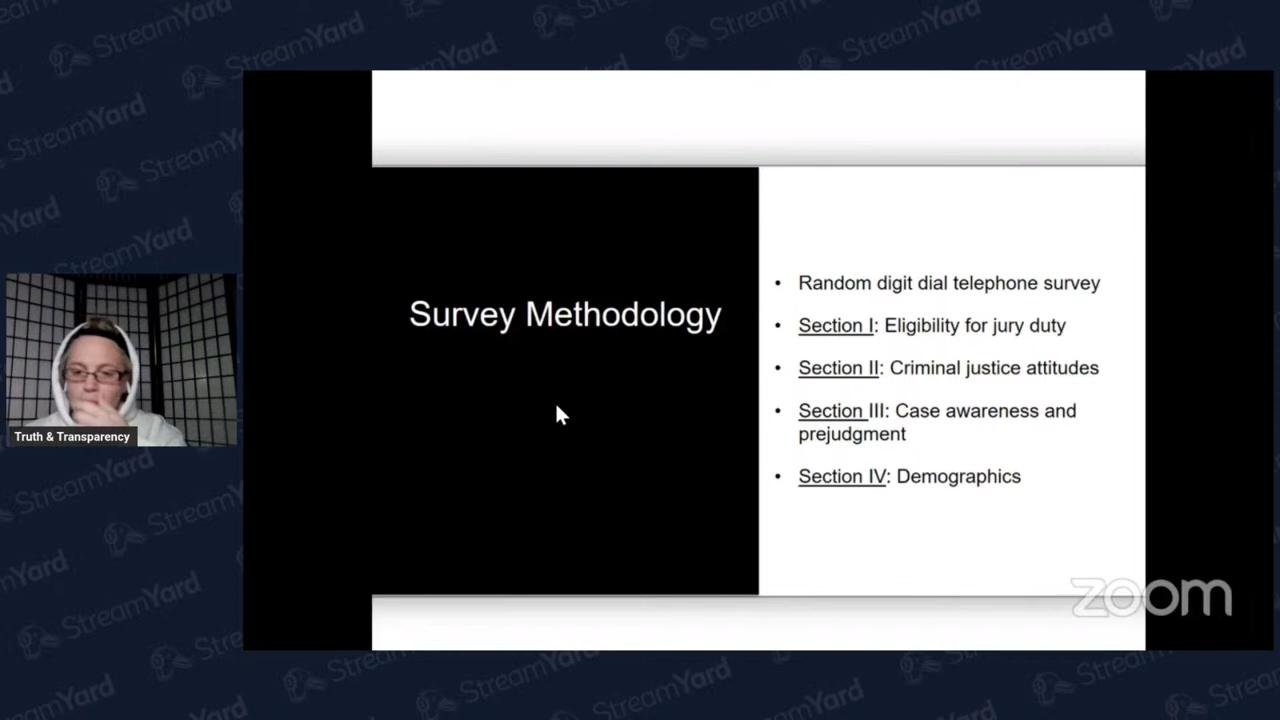 StreamYard
Survey Methodology
• Random digit dial telephone survey
• Section I: Eligibility for jury duty
• Section II: Criminal justice attitudes
• Section III: Case awareness and
prejudgment
• Section IV: Demographics
Truth & Transparency
zoom